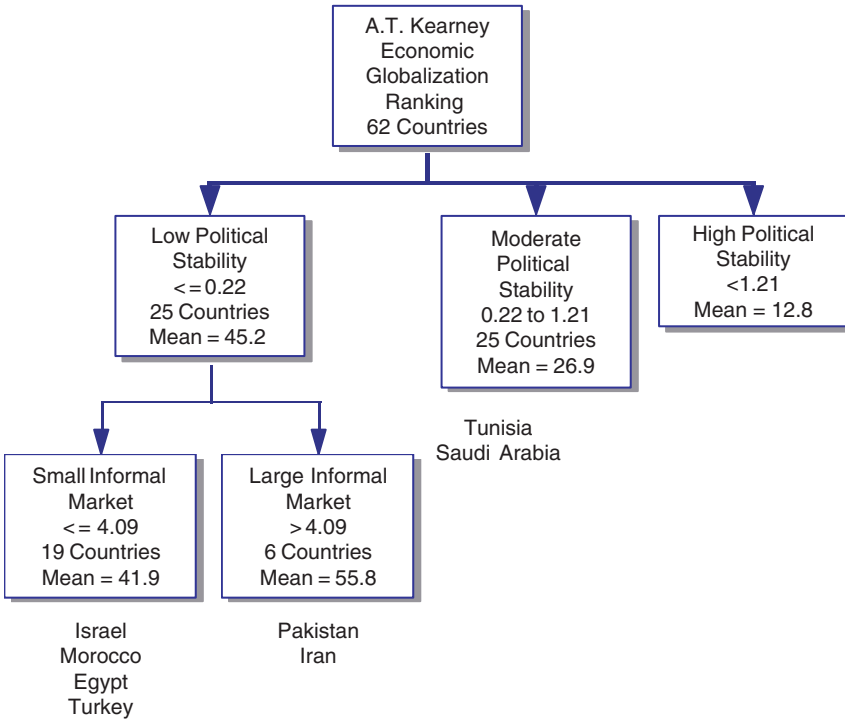 A.T. Kearney
Economic
Globalization
Ranking
62 Countries
Low Political
Stability
<=0.22
25 Countries
Mean = 45.2
Moderate
Political
Stability
0.22 to 1.21
25 Countries
Mean = 26.9
High Political
Stability
<1.21
Mean = 12.8
Tunisia
Saudi Arabia
Small Informal
Market
<= 4.09
19 Countries
Mean = 41.9
Large Informal
Market
>4.09
6 Countries
Mean = 55.8
Israel
Morocco
Egypt
Turkey
Pakistan
Iran